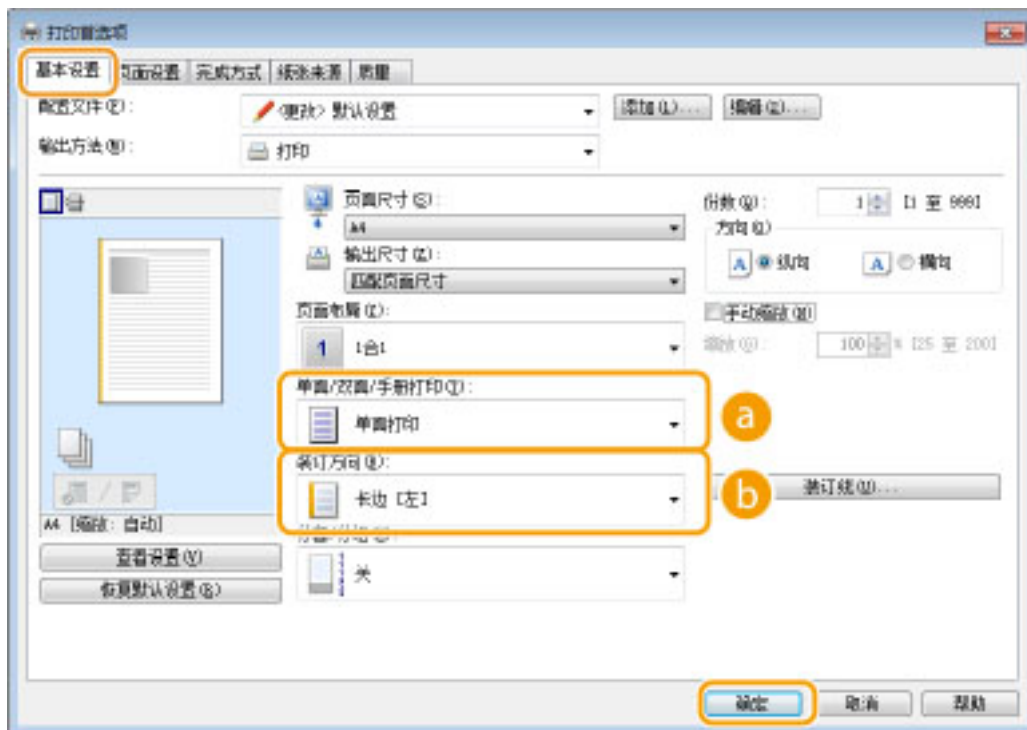 打印首选项
基本设置 页面设置 完成方式 纸张来源 质量
配置文件(F): <更改> 默认设置 添加(L)... 编辑(G)...
输出方法(M): 打印
页面尺寸(S): 份数(Q): 1 [1 至 999]
A4 方向(O)
输出尺寸(Z): A 纵向 A 横向
匹配页面尺寸
页面布局(L): 手动缩放(N)
1 1合1 缩放(G): 100 % [25 至 200]
单面/双面/手册打印(T): a
单面打印
装订方向(B): b
长边 [左] 装订线(U)...
A4 [缩放: 自动]
查看设置(V) 关
恢复默认设置(R)
确定 取消 帮助